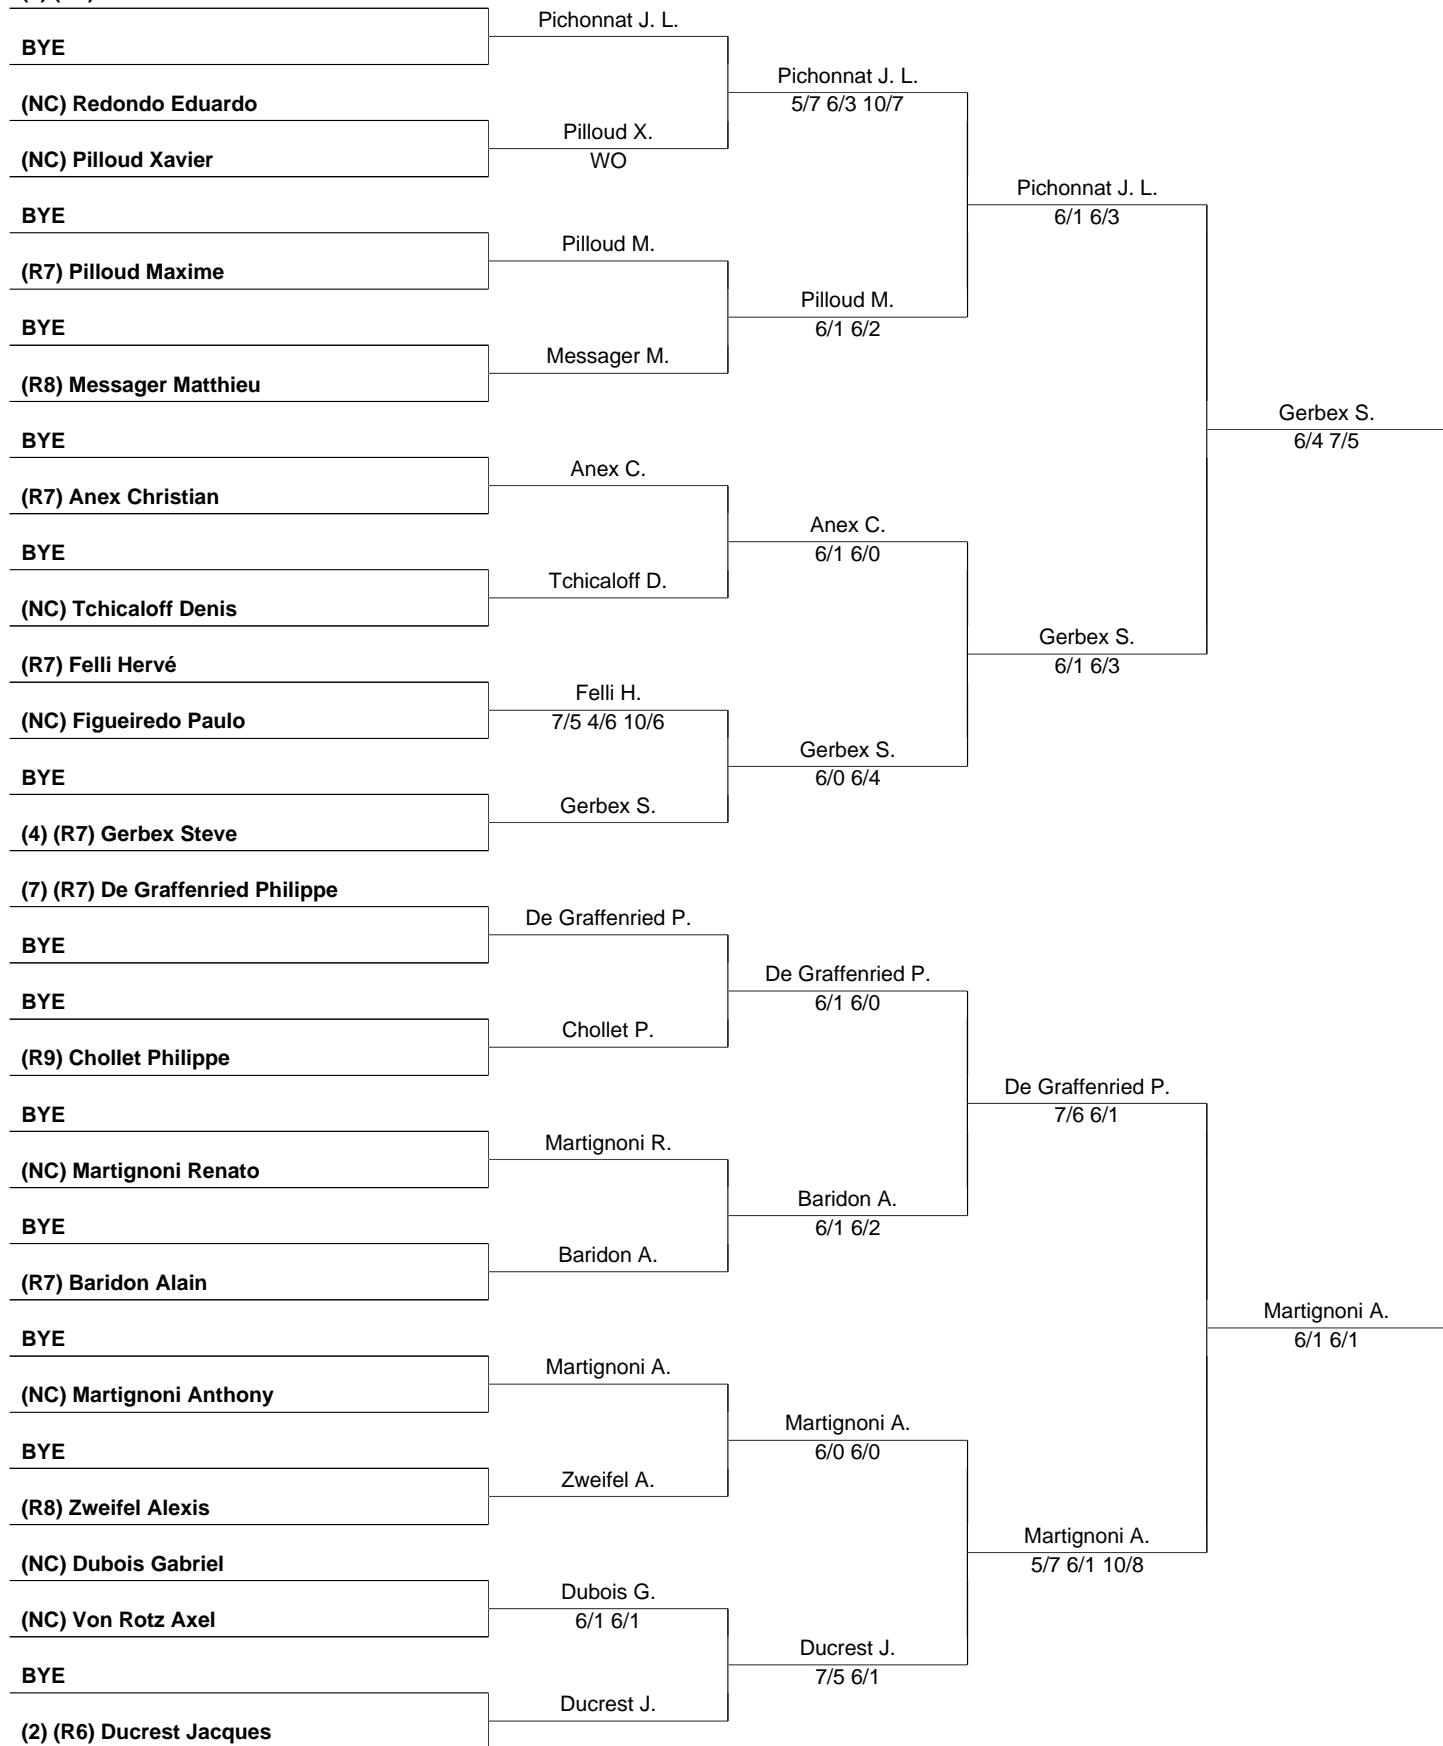 BYE
(NC) Redondo Eduardo
(NC) Pilloud Xavier
BYE
(R7) Pilloud Maxime
BYE
(R8) Messager Matthieu
BYE
(R7) Anex Christian
BYE
(NC) Tchicaloff Denis
(R7) Felli Hervé
(NC) Figueiredo Paulo
BYE
(4) (R7) Gerbex Steve
(7) (R7) De Graffenried Philippe
BYE
BYE
(R9) Chollet Philippe
BYE
(NC) Martignoni Renato
BYE
(R7) Baridon Alain
BYE
(NC) Martignoni Anthony
BYE
(R8) Zweifel Alexis
(NC) Dubois Gabriel
(NC) Von Rotz Axel
BYE
(2) (R6) Ducrest Jacques
Pichonnat J. L.
Pilloud X.
WO
Pilloud M.
Messager M.
Anex C.
Tchicaloff D.
Felli H.
7/5 4/6 10/6
Gerbex S.
De Graffenried P.
Chollet P.
Martignoni R.
Baridon A.
Martignoni A.
Zweifel A.
Dubois G.
6/1 6/1
Ducrest J.
Pichonnat J. L.
5/7 6/3 10/7
Pilloud M.
6/1 6/2
Anex C.
6/1 6/0
Gerbex S.
6/0 6/4
De Graffenried P.
6/1 6/0
Baridon A.
6/1 6/2
Martignoni A.
6/0 6/0
Ducrest J.
7/5 6/1
Pichonnat J. L.
6/1 6/3
Gerbex S.
6/1 6/3
De Graffenried P.
7/6 6/1
Martignoni A.
5/7 6/1 10/8
Gerbex S.
6/4 7/5
Martignoni A.
6/1 6/1